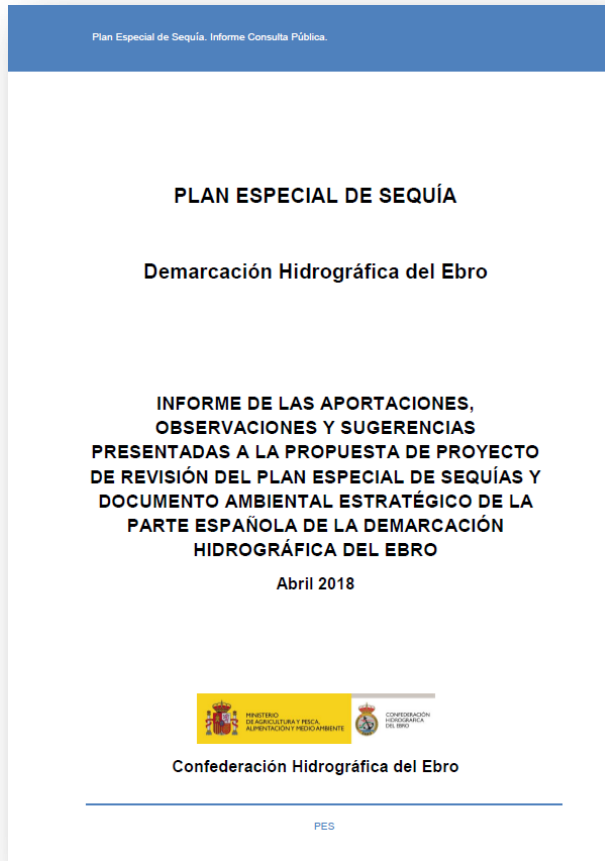 Plan Especial de Sequía. Informe Consulta Pública.
PLAN ESPECIAL DE SEQUÍA
Demarcación Hidrográfica del Ebro
INFORME DE LAS APORTACIONES,
OBSERVACIONES Y SUGERENCIAS
PRESENTADAS A LA PROPUESTA DE PROYECTO
DE REVISIÓN DEL PLAN ESPECIAL DE SEQUÍAS Y
DOCUMENTO AMBIENTAL ESTRATÉGICO DE LA
PARTE ESPAÑOLA DE LA DEMARCACIÓN
HIDROGRÁFICA DEL EBRO
Abril 2018
MINISTERIO
DE AGRICULTURA Y PESCA,
ALIMENTACIÓN Y MEDIO AMBIENTE
CONFEDERACIÓN
HIDROGRÁFICA
DEL EBRO
Confederación Hidrográfica del Ebro
PES